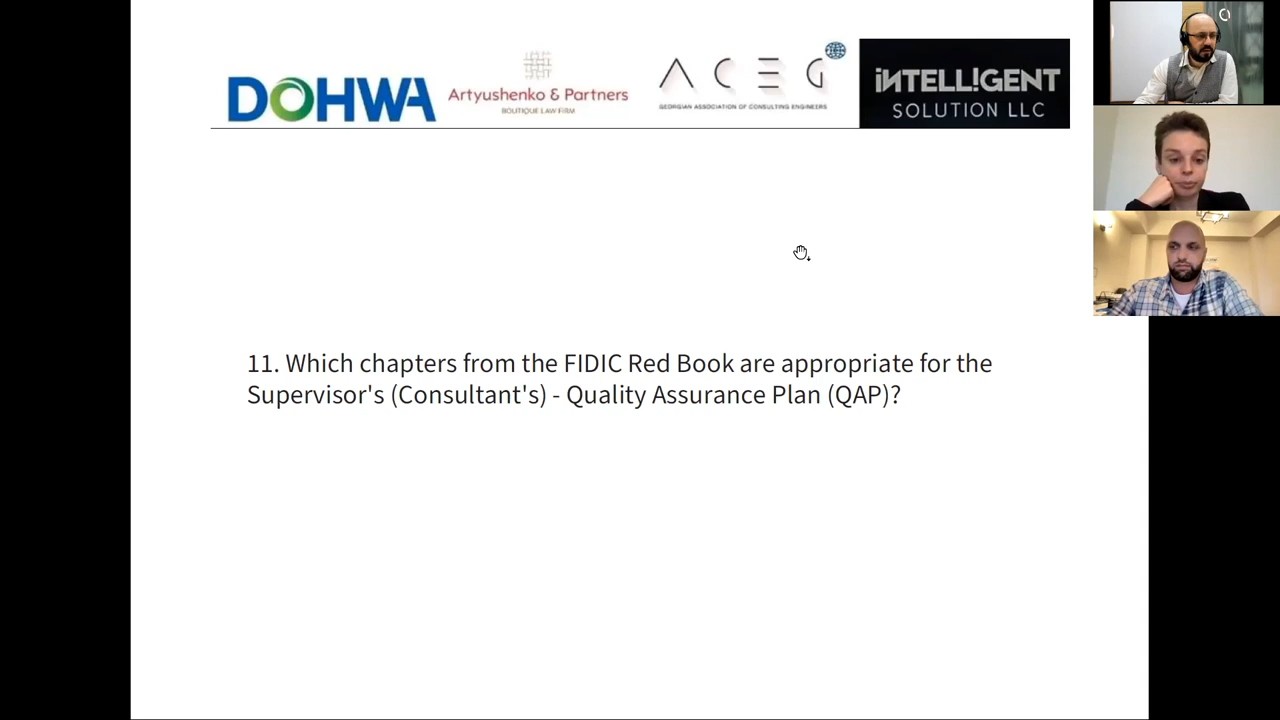 DOHWA
Artyushenko & Partners
BOUTIQUE LAW FIRM
ACEG
GEORGIAN ASSOCIATION OF CONSULTING ENGINEERS
iNTELL!GENT
SOLUTION LLC
11. Which chapters from the FIDIC Red Book are appropriate for the
Supervisor's (Consultant's) - Quality Assurance Plan (QAP)?